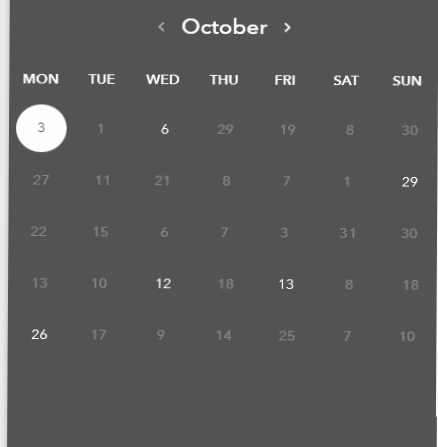 ‹ October ›
MON TUE WED THU FRI SAT SUN
3 1 6 29 19 8 30
27 11 21 8 7 1 29
22 15 6 7 3 31 30
13 10 12 18 13 8 18
26 17 9 14 25 7 10